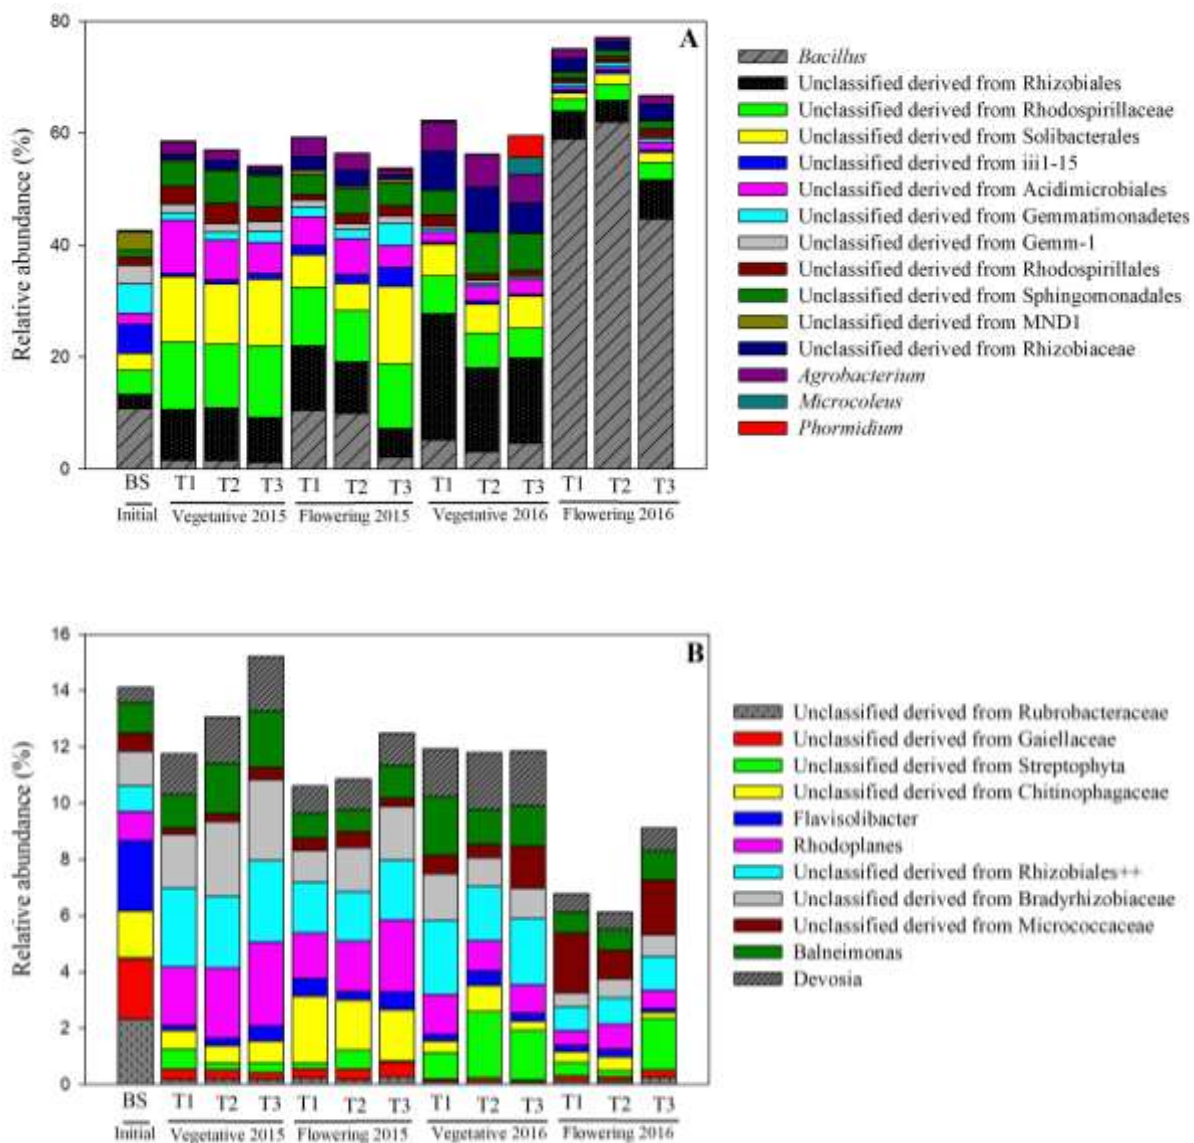 A
80
60
40
20
0
Relative abundance (%)
Bacillus
Unclassified derived from Rhizobiales
Unclassified derived from Rhodospirillaceae
Unclassified derived from Solibacterales
Unclassified derived from iii1-15
Unclassified derived from Acidimicrobiales
Unclassified derived from Gemmatimonadetes
Unclassified derived from Gemm-1
Unclassified derived from Rhodospirillales
Unclassified derived from Sphingomonadales
Unclassified derived from MND1
Unclassified derived from Rhizobiaceae
Agrobacterium
Microcoleus
Phormidium
BS T1 T2 T3 T1 T2 T3 T1 T2 T3 T1 T2 T3
Initial Vegetative 2015 Flowering 2015 Vegetative 2016 Flowering 2016
B
16
14
12
10
8
6
4
2
0
Relative abundance (%)
Unclassified derived from Rubrobacteraceae
Unclassified derived from Gaiellaceae
Unclassified derived from Streptophyta
Unclassified derived from Chitinophagaceae
Flavisolibacter
Rhodoplanes
Unclassified derived from Rhizobiales++
Unclassified derived from Bradyrhizobiaceae
Unclassified derived from Micrococcaceae
Balneimonas
Devosia
BS T1 T2 T3 T1 T2 T3 T1 T2 T3 T1 T2 T3
Initial Vegetative 2015 Flowering 2015 Vegetative 2016 Flowering 2016